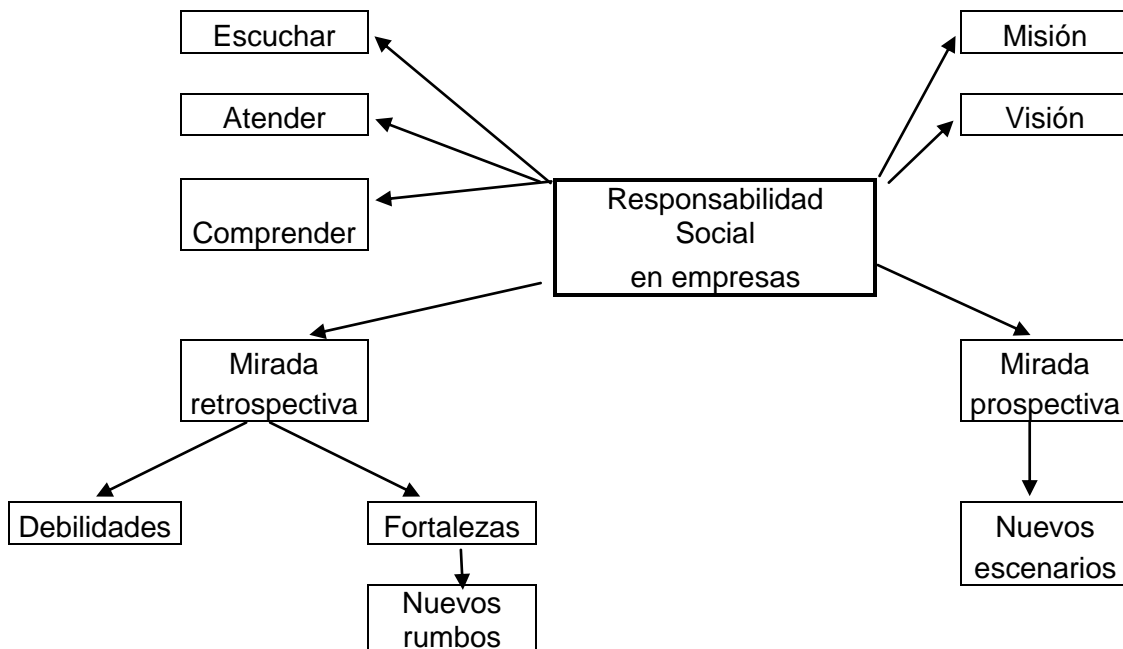 Escuchar
Misión
Atender
Visión
Comprender
Responsabilidad
Social
en empresas
Mirada
retrospectiva
Mirada
prospectiva
Debilidades
Fortalezas
Nuevos
escenarios
Nuevos
rumbos